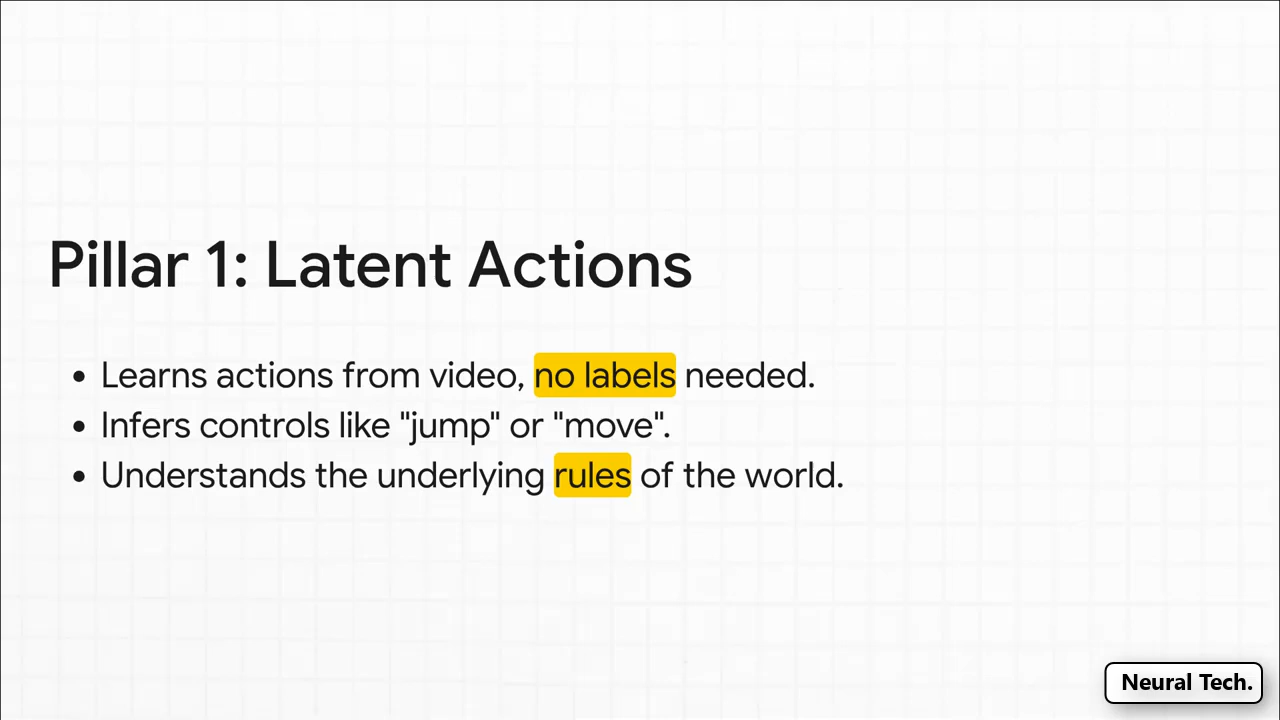 Pillar 1: Latent Actions
• Learns actions from video, no labels needed.
• Infers controls like "jump" or "move".
• Understands the underlying rules of the world.
Neural Tech.